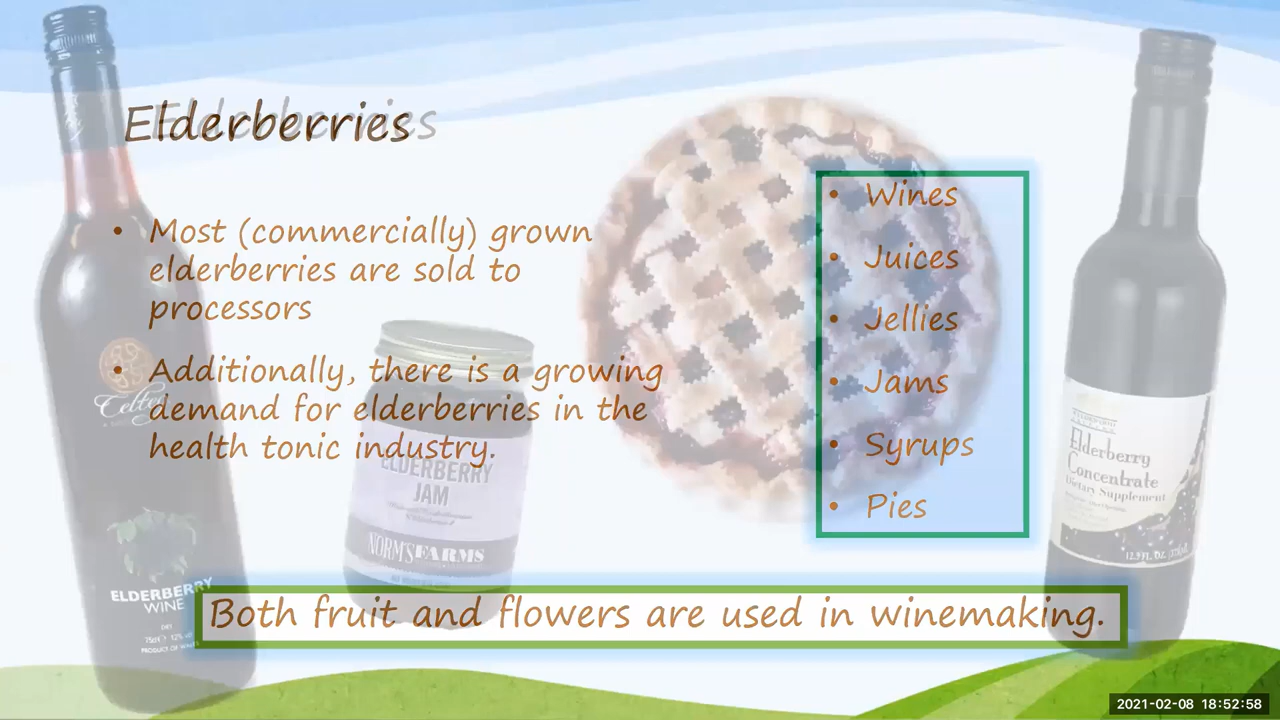 Elderberries
• Most (commercially) grown
elderberries are sold to
processors
• Additionally, there is a growing
demand for elderberries in the
health tonic industry.
• Wines
• Juices
• Jellies
• Jams
• Syrups
• Pies
Both fruit and flowers are used in winemaking.
ELDERBERRY
WINE
ELDERBERRY
JAM
NORM'S FARMS
Elderberry
Concentrate
Dietary Supplement
2021-02-08 18:52:58